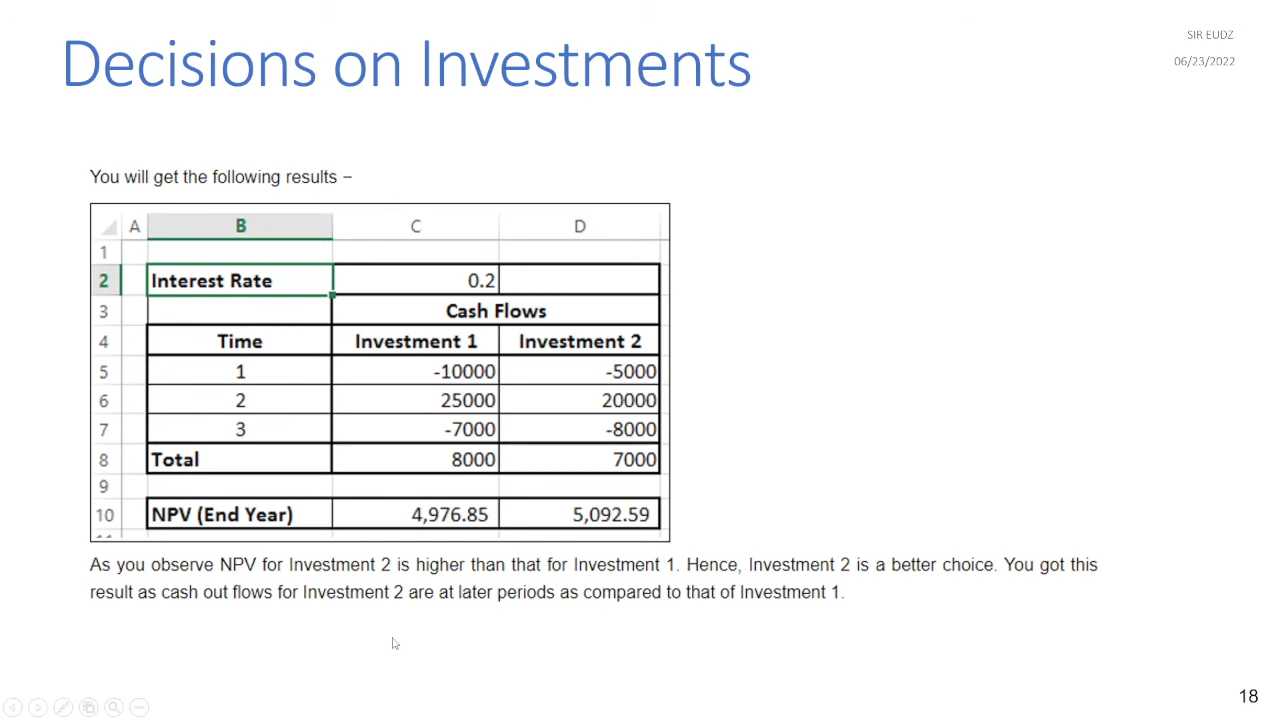 Decisions on Investments
SIR EUDZ
06/23/2022
You will get the following results −
A B C D
1
2 Interest Rate 0.2
3 Cash Flows
4 Time Investment 1 Investment 2
5 1 -10000 -5000
6 2 25000 20000
7 3 -7000 -8000
8 Total 8000 7000
9
10 NPV (End Year) 4,976.85 5,092.59
As you observe NPV for Investment 2 is higher than that for Investment 1. Hence, Investment 2 is a better choice. You got this
result as cash out flows for Investment 2 are at later periods as compared to that of Investment 1.
18